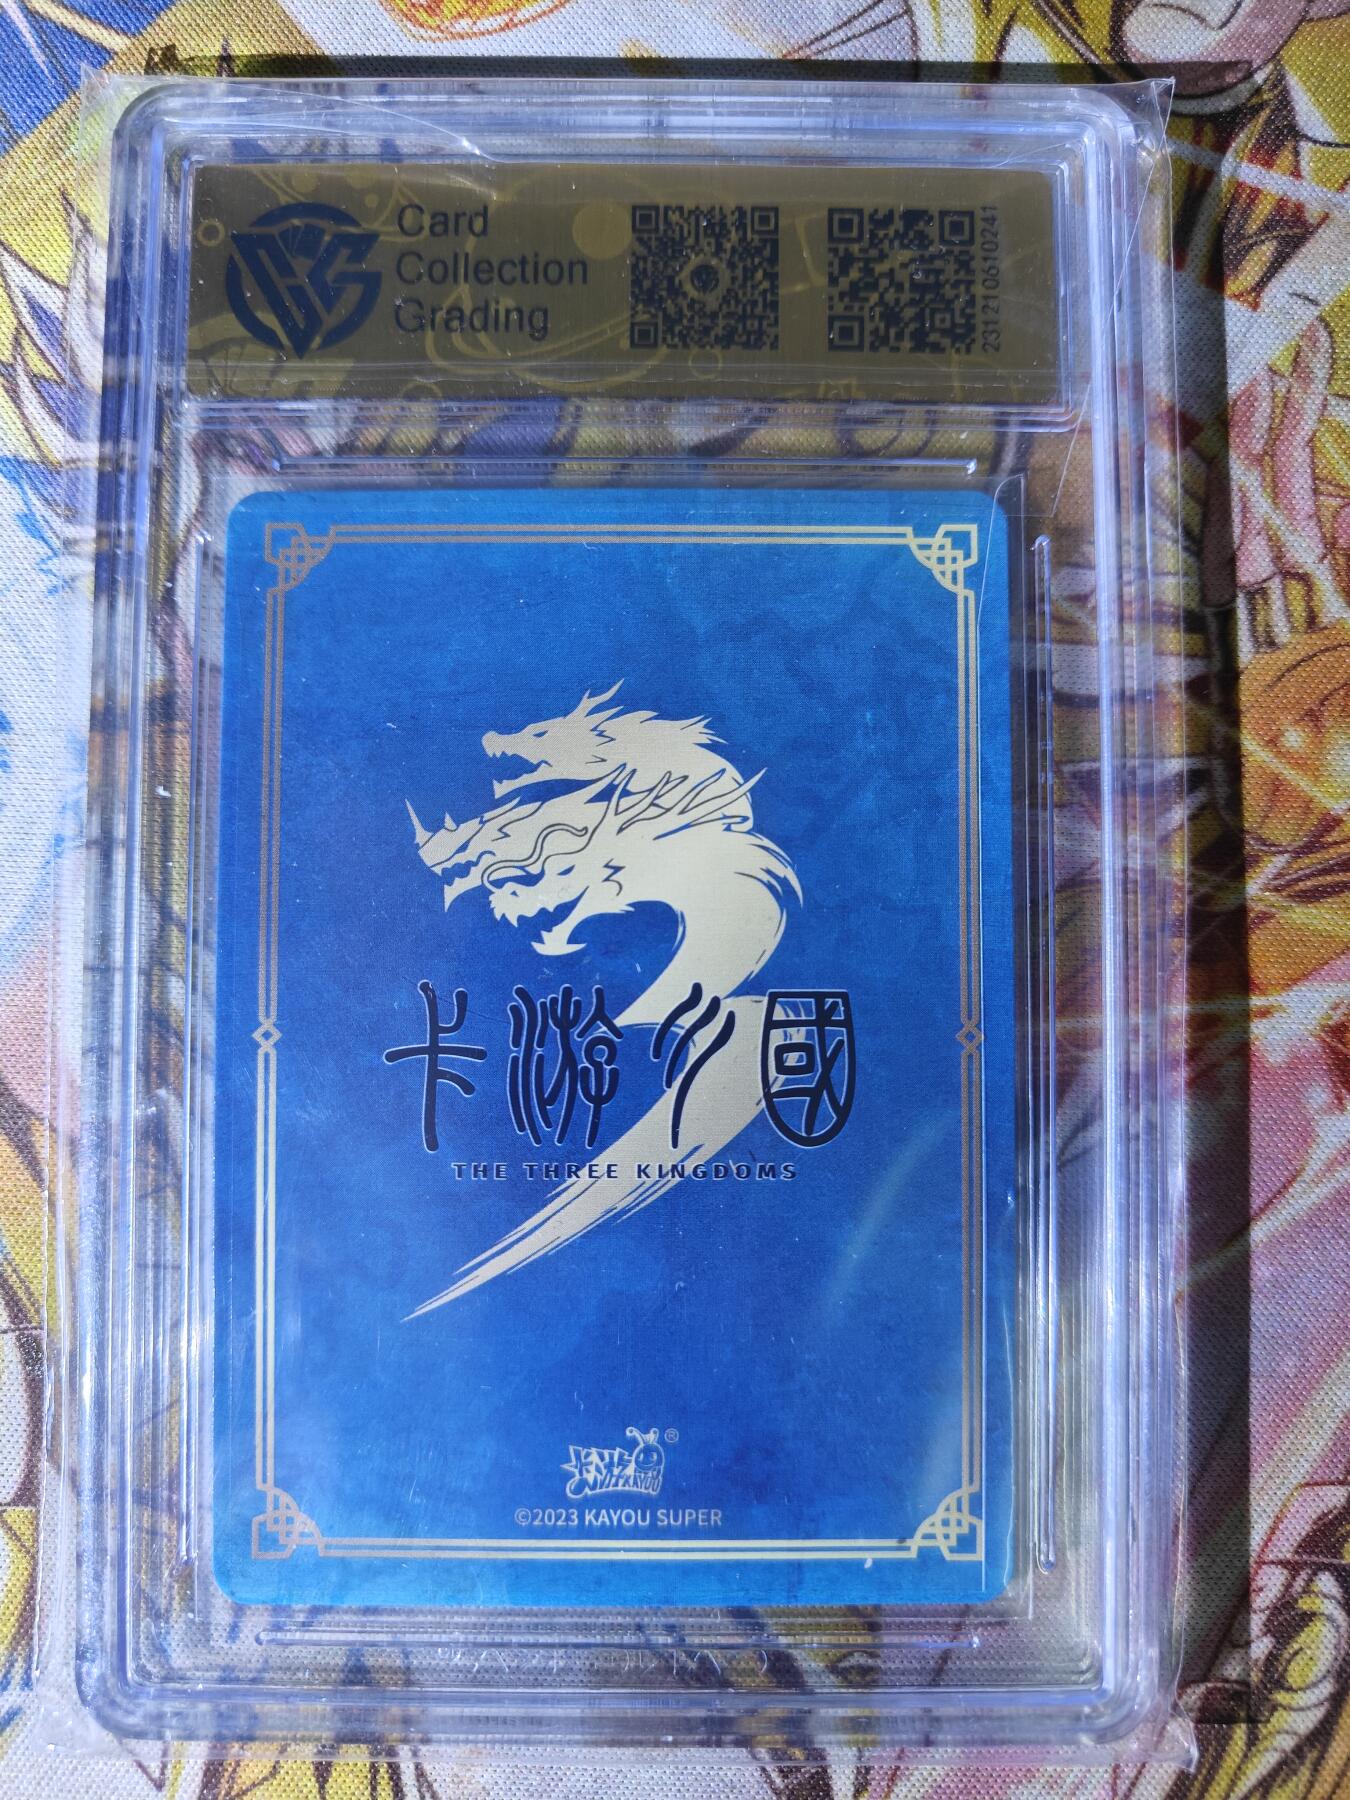 Card
Collection
Grading
231210610241
卡游三國
THE THREE KINGDOMS
®
©2023 KAYOU SUPER